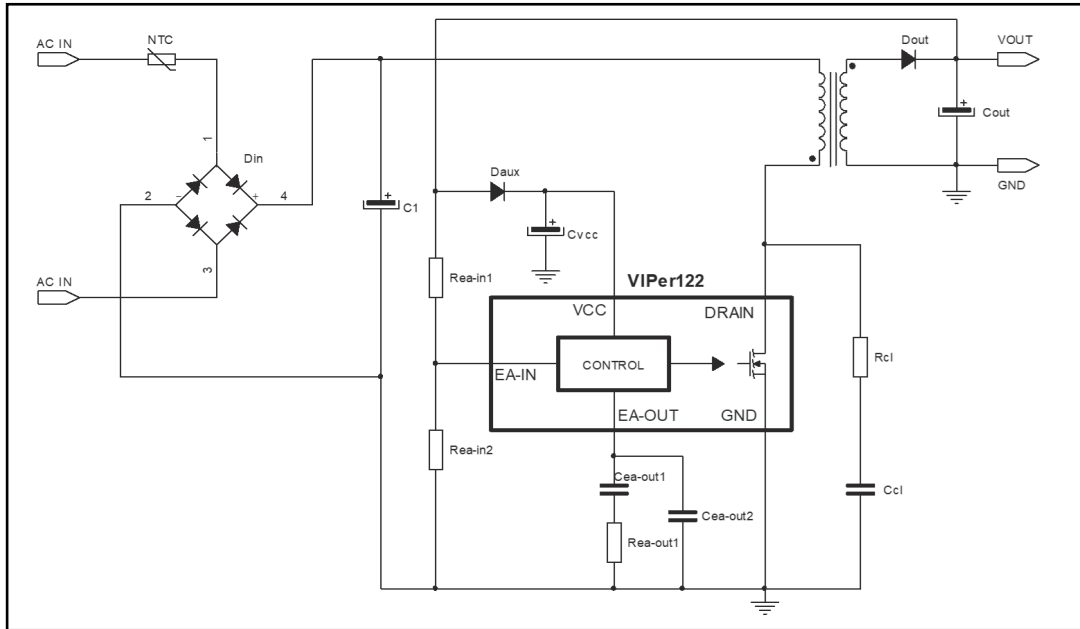 AC IN
NTC
Dout
VOUT
Cout
GND
1
Din
2
-
+
4
3
AC IN
+
C1
Daux
+
Cvcc
+
Rea-in1
VIPer122
VCC
DRAIN
EA-IN
CONTROL
EA-OUT
GND
Rcl
Rea-in2
Cea-out1
Cea-out2
Rea-out1
Ccl